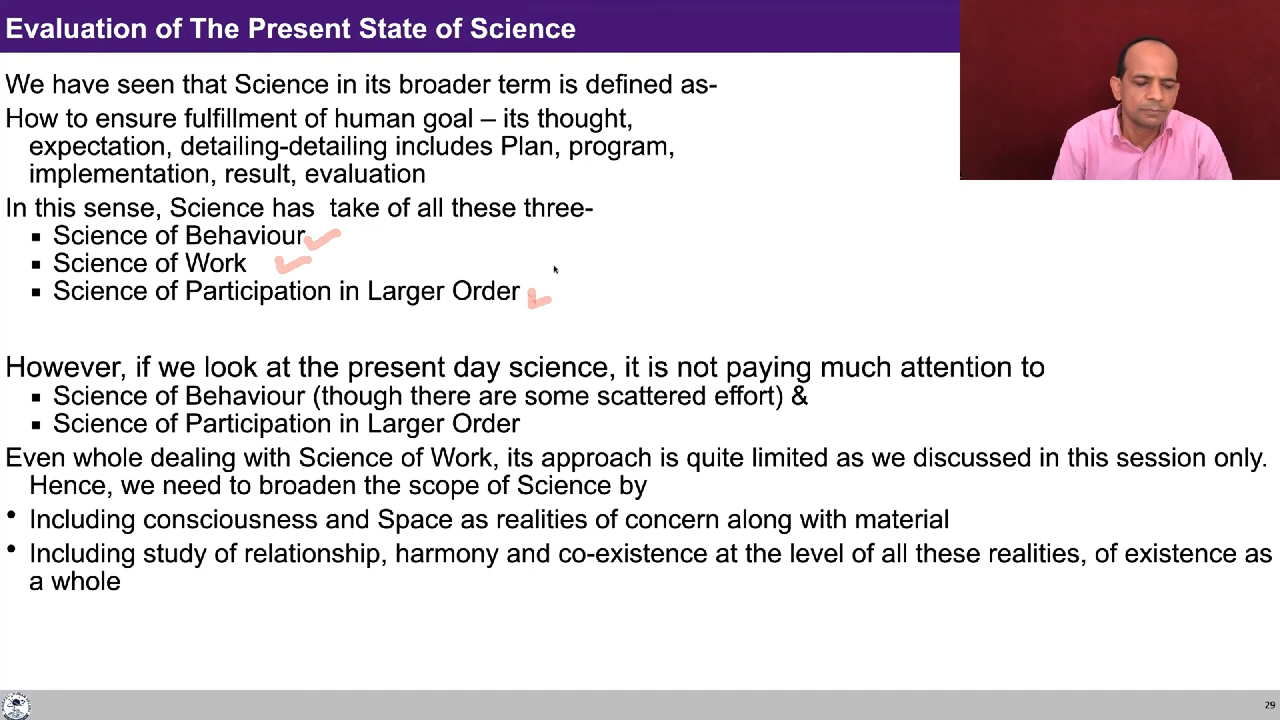 Evaluation of The Present State of Science
We have seen that Science in its broader term is defined as-
How to ensure fulfillment of human goal – its thought,
expectation, detailing-detailing includes Plan, program,
implementation, result, evaluation
In this sense, Science has take of all these three-
▪ Science of Behaviour
▪ Science of Work
▪ Science of Participation in Larger Order
However, if we look at the present day science, it is not paying much attention to
▪ Science of Behaviour (though there are some scattered effort) &
▪ Science of Participation in Larger Order
Even whole dealing with Science of Work, its approach is quite limited as we discussed in this session only.
Hence, we need to broaden the scope of Science by
• Including consciousness and Space as realities of concern along with material
• Including study of relationship, harmony and co-existence at the level of all these realities, of existence as
a whole
29